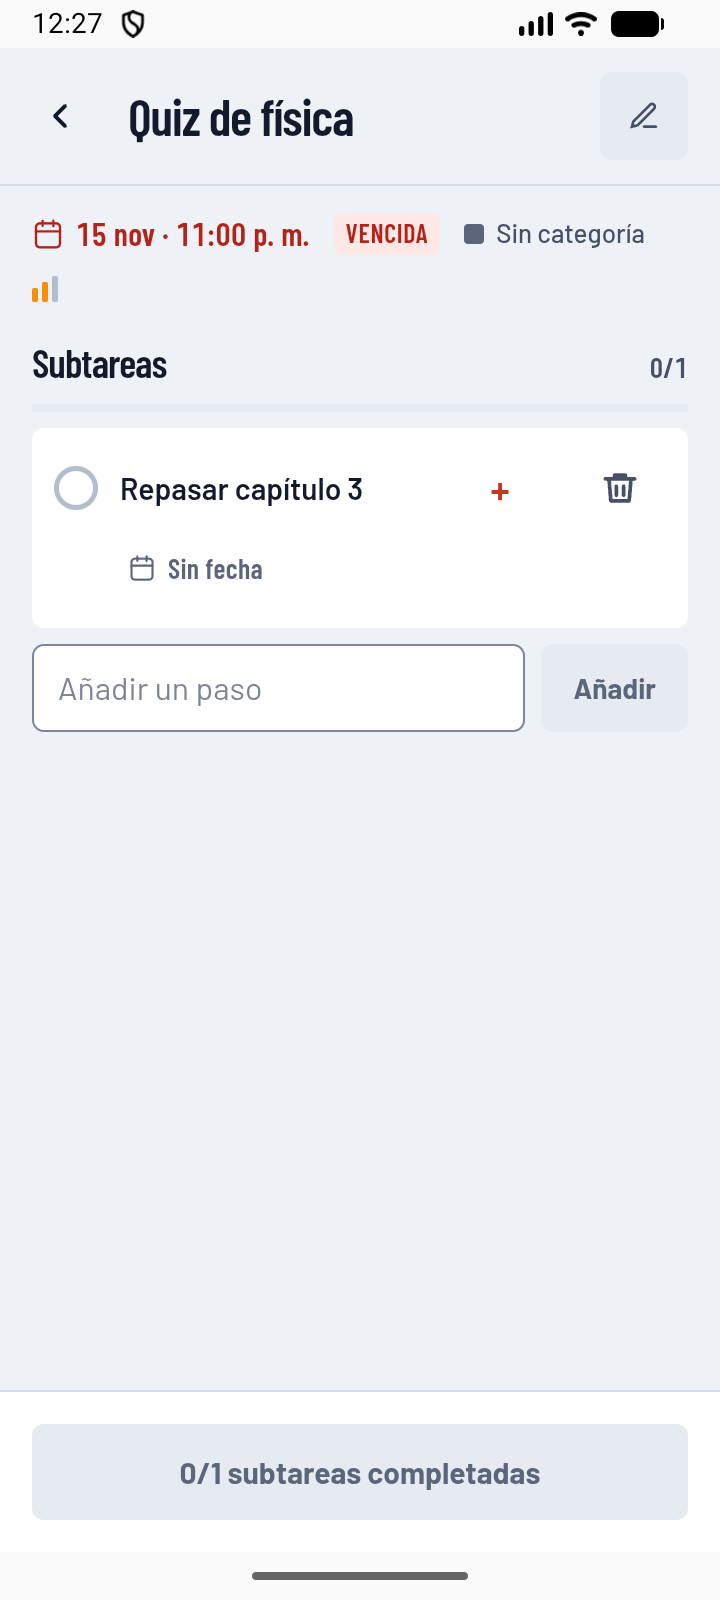 12:27
Quiz de física
15 nov · 11:00 p. m. VENCIDA Sin categoría
Subtareas 0/1
Repasar capítulo 3 +
Sin fecha
Añadir un paso Añadir
0/1 subtareas completadas